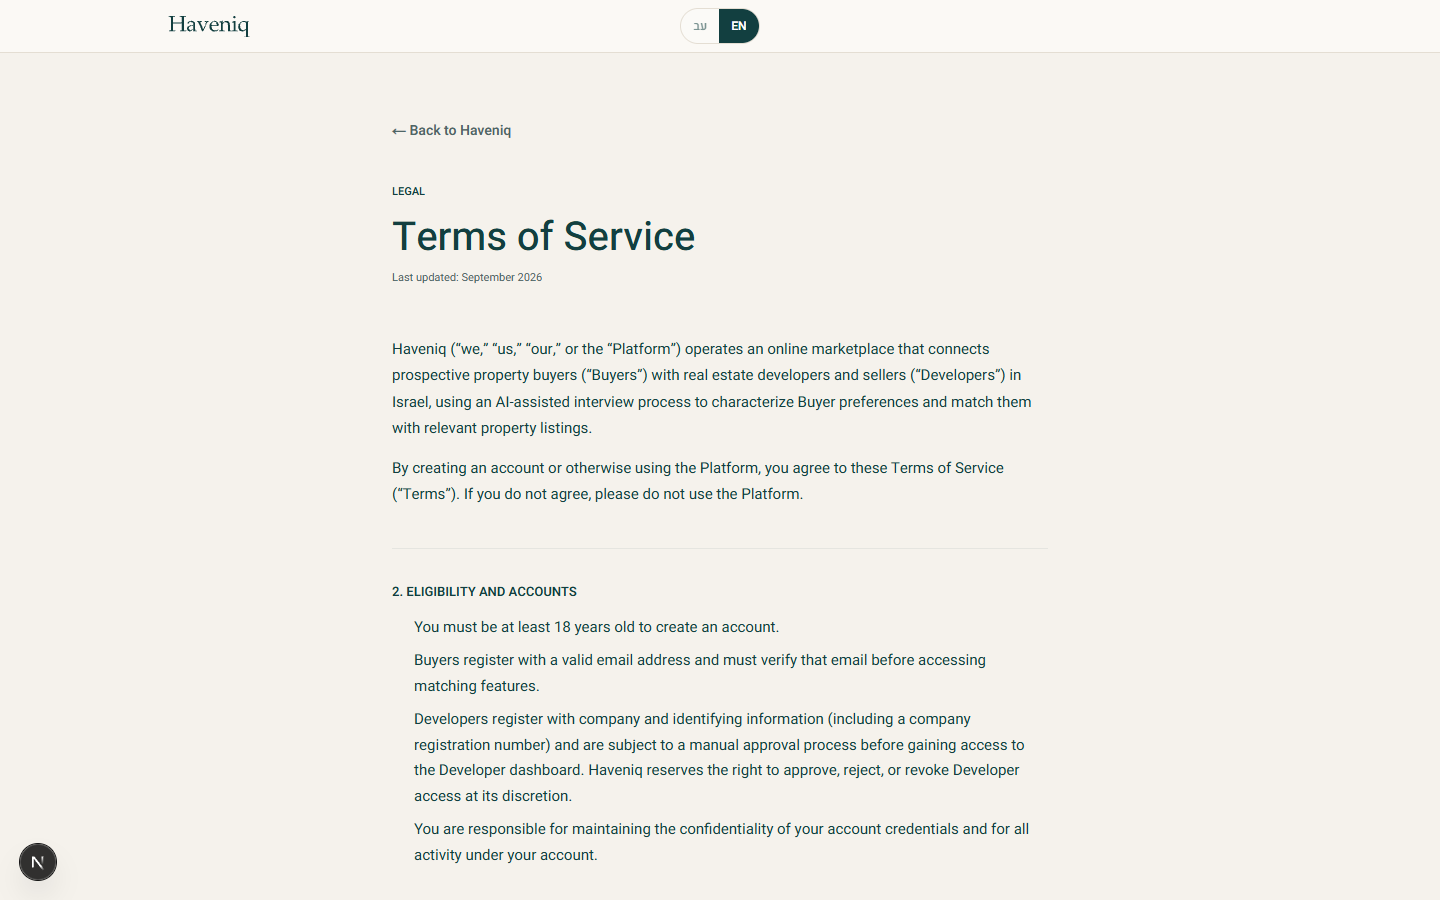 Haveniq
עב
EN
← Back to Haveniq
LEGAL
Terms of Service
Last updated: September 2026
Haveniq (“we,” “us,” “our,” or the “Platform”) operates an online marketplace that connects
prospective property buyers (“Buyers”) with real estate developers and sellers (“Developers”) in
Israel, using an AI-assisted interview process to characterize Buyer preferences and match them
with relevant property listings.
By creating an account or otherwise using the Platform, you agree to these Terms of Service
(“Terms”). If you do not agree, please do not use the Platform.
2. ELIGIBILITY AND ACCOUNTS
You must be at least 18 years old to create an account.
Buyers register with a valid email address and must verify that email before accessing
matching features.
Developers register with company and identifying information (including a company
registration number) and are subject to a manual approval process before gaining access to
the Developer dashboard. Haveniq reserves the right to approve, reject, or revoke Developer
access at its discretion.
You are responsible for maintaining the confidentiality of your account credentials and for all
activity under your account.
N